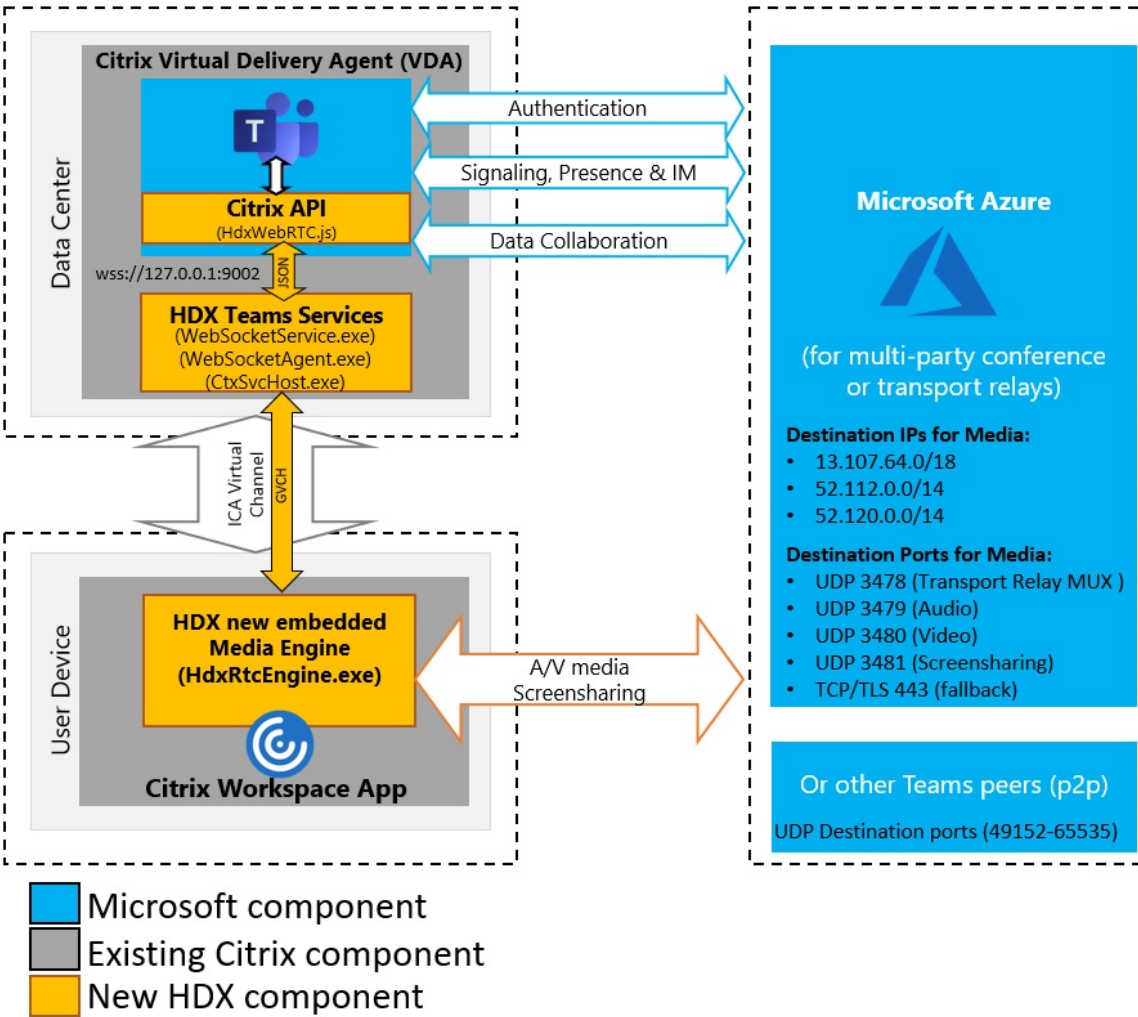 Citrix Virtual Delivery Agent (VDA)
T
Citrix API
(HdxWebRTC.js)
wss://127.0.0.1:9002
JSON
HDX Teams Services
(WebSocketService.exe)
(WebSocketAgent.exe)
(CtxSvcHost.exe)
Data Center
Authentication
Signaling, Presence & IM
Data Collaboration
ICA Virtual
Channel
GVCH
User Device
HDX new embedded
Media Engine
(HdxRtcEngine.exe)
Citrix Workspace App
A/V media
Screensharing
Microsoft Azure
(for multi-party conference
or transport relays)
Destination IPs for Media:
• 13.107.64.0/18
• 52.112.0.0/14
• 52.120.0.0/14
Destination Ports for Media:
• UDP 3478 (Transport Relay MUX )
• UDP 3479 (Audio)
• UDP 3480 (Video)
• UDP 3481 (Screensharing)
• TCP/TLS 443 (fallback)
Or other Teams peers (p2p)
UDP Destination ports (49152-65535)
Microsoft component
Existing Citrix component
New HDX component